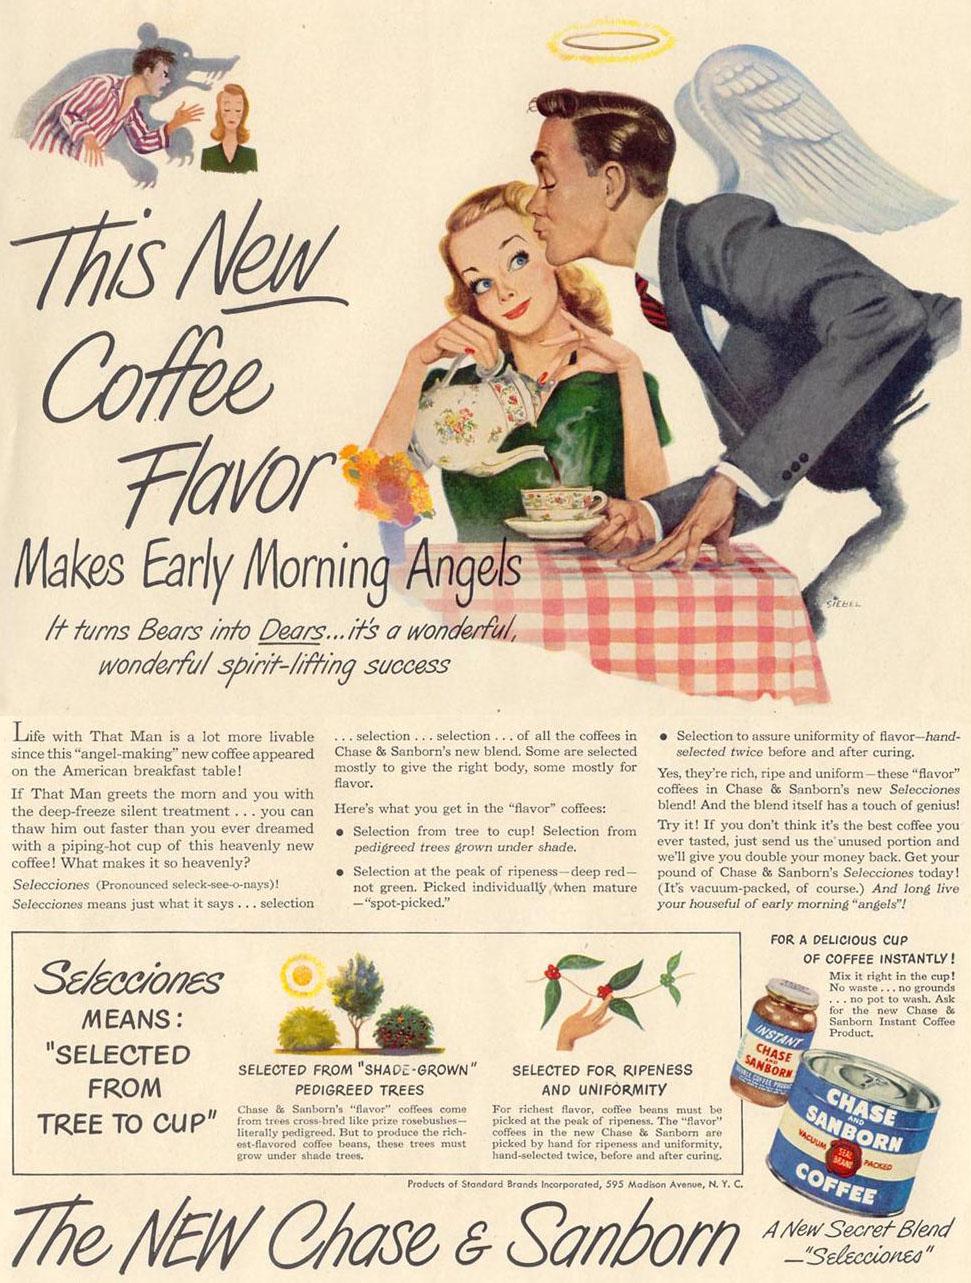 This New
Coffee
Flavor
Makes Early Morning Angels
It turns Bears into Dears...it's a wonderful,
wonderful spirit-lifting success
SIEBEL
Life with That Man is a lot more livable
since this “angel-making” new coffee appeared
on the American breakfast table!
If That Man greets the morn and you with
the deep-freeze silent treatment . . . you can
thaw him out faster than you ever dreamed
with a piping-hot cup of this heavenly new
coffee! What makes it so heavenly?
Selecciones (Pronounced seleck-see-o-nays)!
Selecciones means just what it says . . . selection
. . . selection . . . selection . . . of all the coffees in
Chase & Sanborn's new blend. Some are selected
mostly to give the right body, some mostly for
flavor.
Here's what you get in the “flavor” coffees:
● Selection from tree to cup! Selection from
pedigreed trees grown under shade.
● Selection at the peak of ripeness—deep red—
not green. Picked individually when mature
—“spot-picked.”
● Selection to assure uniformity of flavor—hand-
selected twice before and after curing.
Yes, they're rich, ripe and uniform—these “flavor”
coffees in Chase & Sanborn's new Selecciones
blend! And the blend itself has a touch of genius!
Try it! If you don't think it's the best coffee you
ever tasted, just send us the unused portion and
we'll give you double your money back. Get your
pound of Chase & Sanborn's Selecciones today!
(It's vacuum-packed, of course.) And long live
your houseful of early morning “angels”!
Selecciones
MEANS:
"SELECTED
FROM
TREE TO CUP"
SELECTED FROM "SHADE-GROWN"
PEDIGREED TREES
Chase & Sanborn's “flavor” coffees come
from trees cross-bred like prize rosebushes—
literally pedigreed. But to produce the rich-
est-flavored coffee beans, these trees must
grow under shade trees.
SELECTED FOR RIPENESS
AND UNIFORMITY
For richest flavor, coffee beans must be
picked at the peak of ripeness. The “flavor”
coffees in the new Chase & Sanborn are
picked by hand for ripeness and uniformity,
hand-selected twice, before and after curing.
FOR A DELICIOUS CUP
OF COFFEE INSTANTLY!
Mix it right in the cup!
No waste . . . no grounds
. . . no pot to wash. Ask
for the new Chase &
Sanborn Instant Coffee
Product.
INSTANT
CHASE
AND
SANBORN
CHASE
AND
SANBORN
VACUUM PACKED
SEAL
BRAND
COFFEE
Products of Standard Brands Incorporated, 595 Madison Avenue, N. Y. C.
The NEW Chase & Sanborn
A New Secret Blend
—"Selecciones"